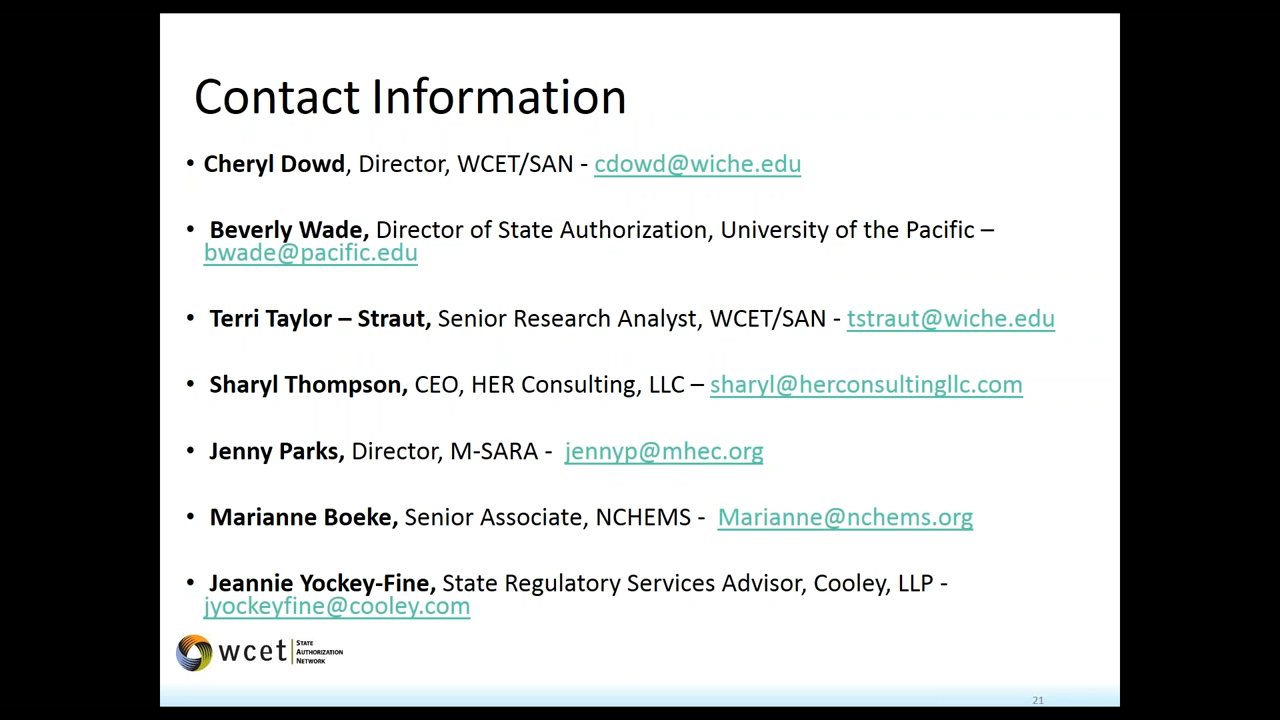 Contact Information
• Cheryl Dowd, Director, WCET/SAN - cdowd@wiche.edu
• Beverly Wade, Director of State Authorization, University of the Pacific –
bwade@pacific.edu
• Terri Taylor – Straut, Senior Research Analyst, WCET/SAN - tstraut@wiche.edu
• Sharyl Thompson, CEO, HER Consulting, LLC – sharyl@herconsultingllc.com
• Jenny Parks, Director, M-SARA - jennyp@mhec.org
• Marianne Boeke, Senior Associate, NCHEMS - Marianne@nchems.org
• Jeannie Yockey-Fine, State Regulatory Services Advisor, Cooley, LLP -
jyockeyfine@cooley.com
wcet
STATE
AUTHORIZATION
NETWORK
21